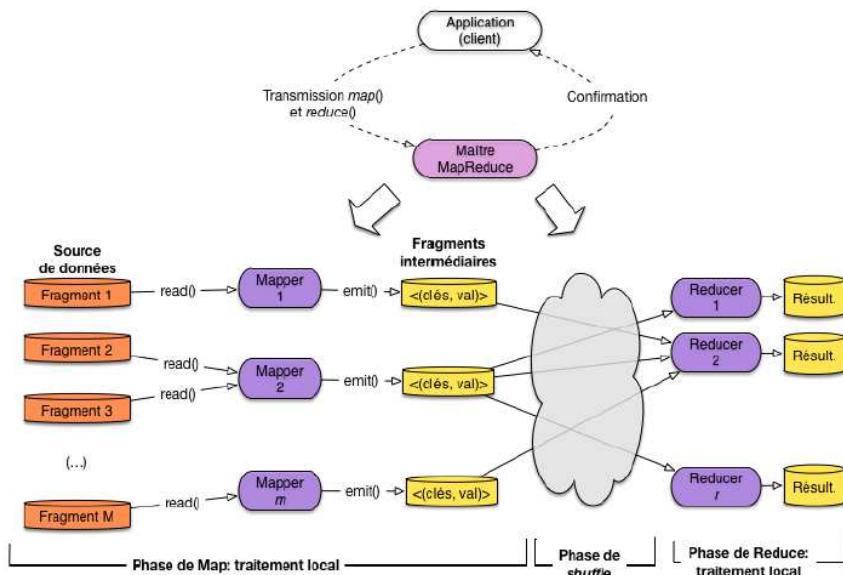 Application
(client)
Transmission map()
et reduce()
Confirmation
Maître
MapReduce
Source
de données
Fragments
intermédiaires
Fragment 1
read()
Mapper
1
emit()
<(clés, val)>
Reducer
1
Résult.
Fragment 2
read()
Mapper
2
emit()
<(clés, val)>
Reducer
2
Résult.
Fragment 3
read()
(...)
Fragment M
read()
Mapper
m
emit()
<(clés, val)>
Reducer
r
Résult.
Phase de Map: traitement local
Phase de
shuffle
Phase de Reduce:
traitement local